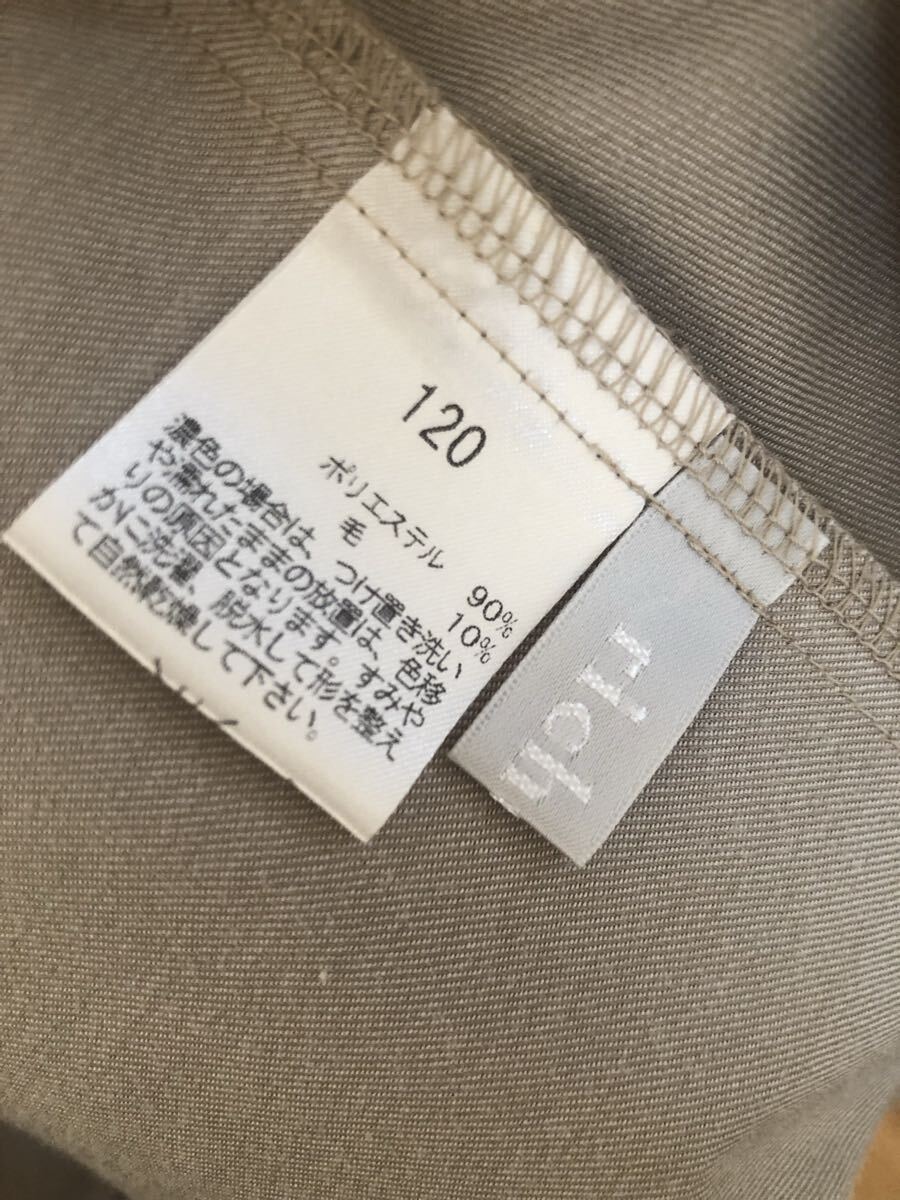 120
ポリエステル 90%
毛 10%
濃色の場合は、つけ置き洗い
や濡れたままの放置は、色移
りの原因となります。すみや
かに洗濯、脱水して形を整え
て自然乾燥して下さい。
rich